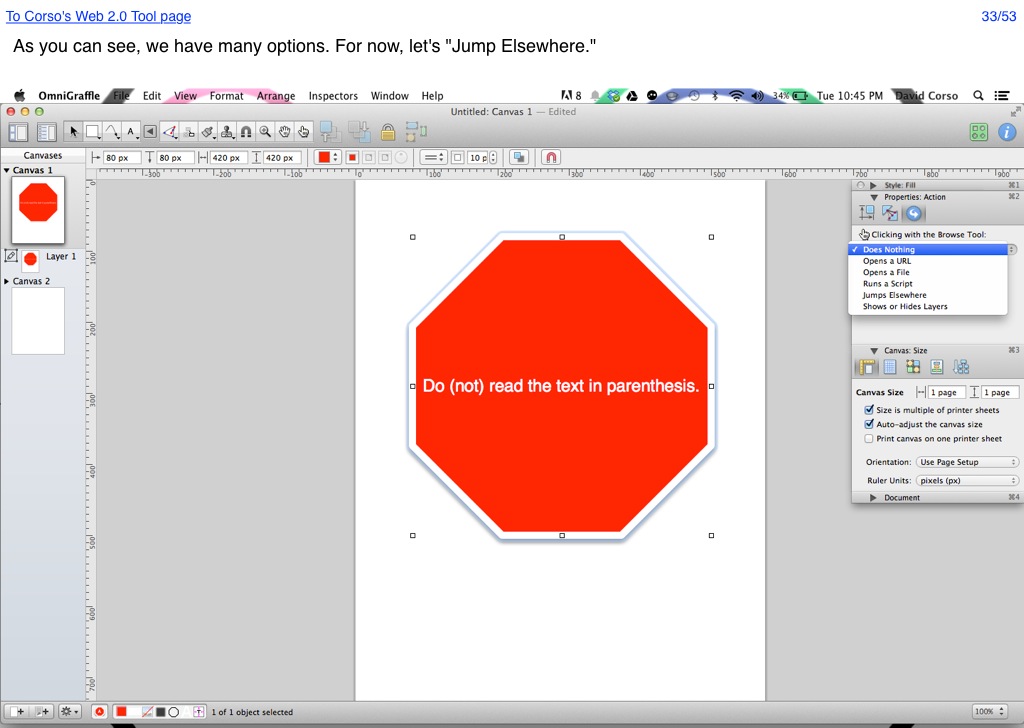 To Corso's Web 2.0 Tool page
33/53
As you can see, we have many options. For now, let's "Jump Elsewhere."
OmniGraffle File Edit View Format Arrange Inspectors Window Help
8 34% Tue 10:45 PM David Corso
Untitled: Canvas 1 — Edited
Canvases
80 px 80 px 420 px 420 px 10 p
Canvas 1
Layer 1
Canvas 2
-300 -200 -100 0 100 200 300 400 500 600 700 800 900
0
100
200
300
400
500
600
700
Do (not) read the text in parenthesis.
Style: Fill ⌘1
Properties: Action ⌘2
Clicking with the Browse Tool:
✓ Does Nothing
Opens a URL
Opens a File
Runs a Script
Jumps Elsewhere
Shows or Hides Layers
Canvas: Size ⌘3
Canvas Size 1 page 1 page
Size is multiple of printer sheets
Auto-adjust the canvas size
Print canvas on one printer sheet
Orientation: Use Page Setup
Ruler Units: pixels (px)
Document ⌘4
1 of 1 object selected
100%